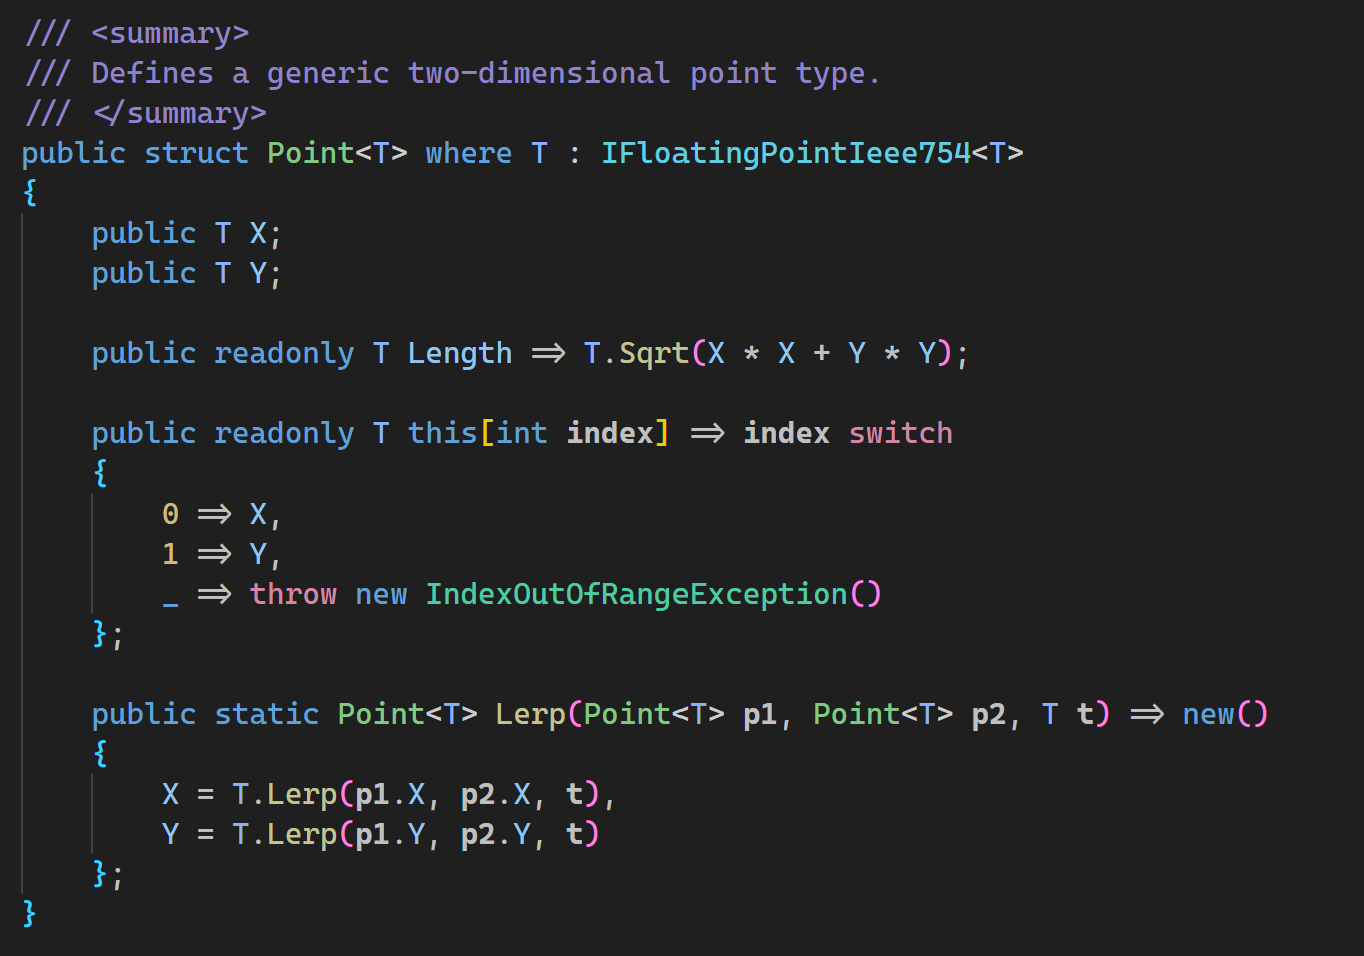 /// <summary>
/// Defines a generic two-dimensional point type.
/// </summary>
public struct Point<T> where T : IFloatingPointIeee754<T>
{
    public T X;
    public T Y;

    public readonly T Length => T.Sqrt(X * X + Y * Y);

    public readonly T this[int index] => index switch
    {
        0 => X,
        1 => Y,
        _ => throw new IndexOutOfRangeException()
    };

    public static Point<T> Lerp(Point<T> p1, Point<T> p2, T t) => new()
    {
        X = T.Lerp(p1.X, p2.X, t),
        Y = T.Lerp(p1.Y, p2.Y, t)
    };
}